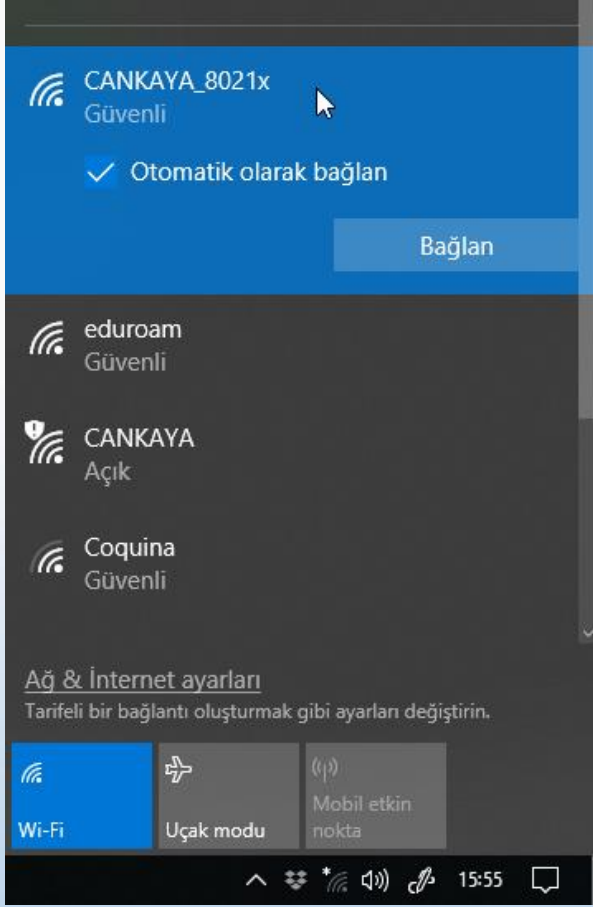 CANKAYA_8021x
Güvenli
Otomatik olarak bağlan
Bağlan
eduroam
Güvenli
CANKAYA
Açık
Coquina
Güvenli
Ağ & İnternet ayarları
Tarifeli bir bağlantı oluşturmak gibi ayarları değiştirin.
Wi-Fi
Uçak modu
Mobil etkin
nokta
15:55